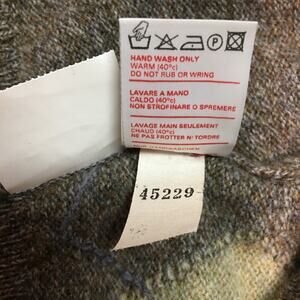 HAND WASH ONLY
WARM (40°c)
DO NOT RUB OR WRING
LAVARE A MANO
CALDO (40°c)
NON STROFINARE O SPREMERE
LAVAGE MAIN SEULEMENT
CHAUD (40°c)
NE PAS FROTTER N' TORDRE
45229